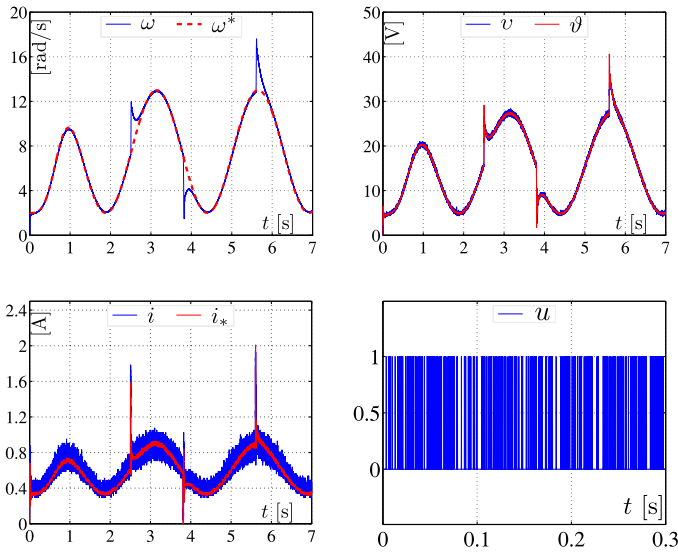 ω ω*
[rad/s]
20
16
12
8
4
0
t [s]
0 1 2 3 4 5 6 7
υ ϑ
[V]
50
40
30
20
10
0
t [s]
0 1 2 3 4 5 6 7
i i*
[A]
2.4
2
1.6
1.2
0.8
0.4
0
t [s]
0 1 2 3 4 5 6 7
u
1
0.5
0
t [s]
0 0.1 0.2 0.3